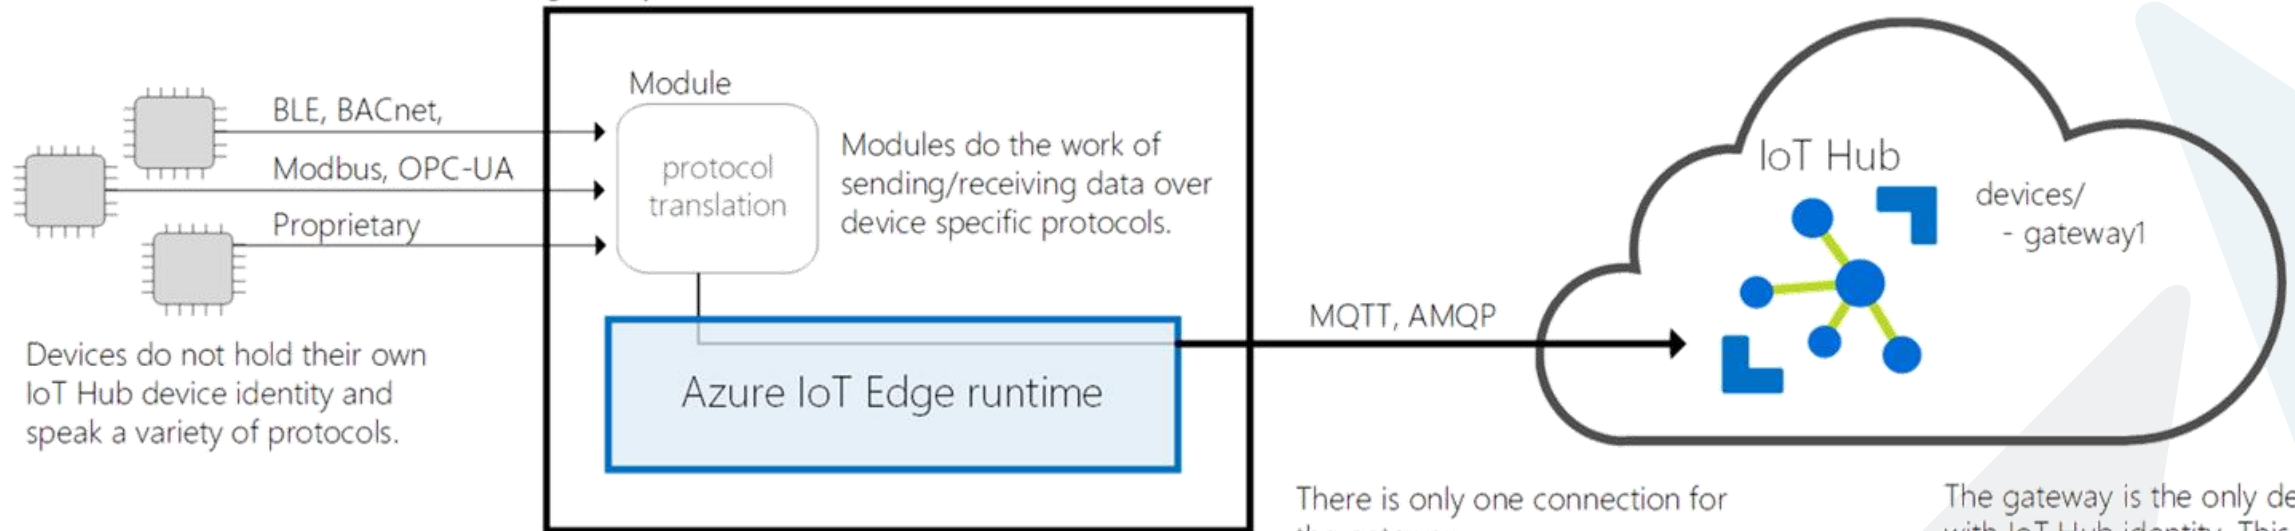 Module
BLE, BACnet,
Modbus, OPC-UA
Proprietary
protocol
translation
Modules do the work of
sending/receiving data over
device specific protocols.
Devices do not hold their own
IoT Hub device identity and
speak a variety of protocols.
Azure IoT Edge runtime
MQTT, AMQP
IoT Hub
devices/
- gateway1
There is only one connection for
The gateway is the only